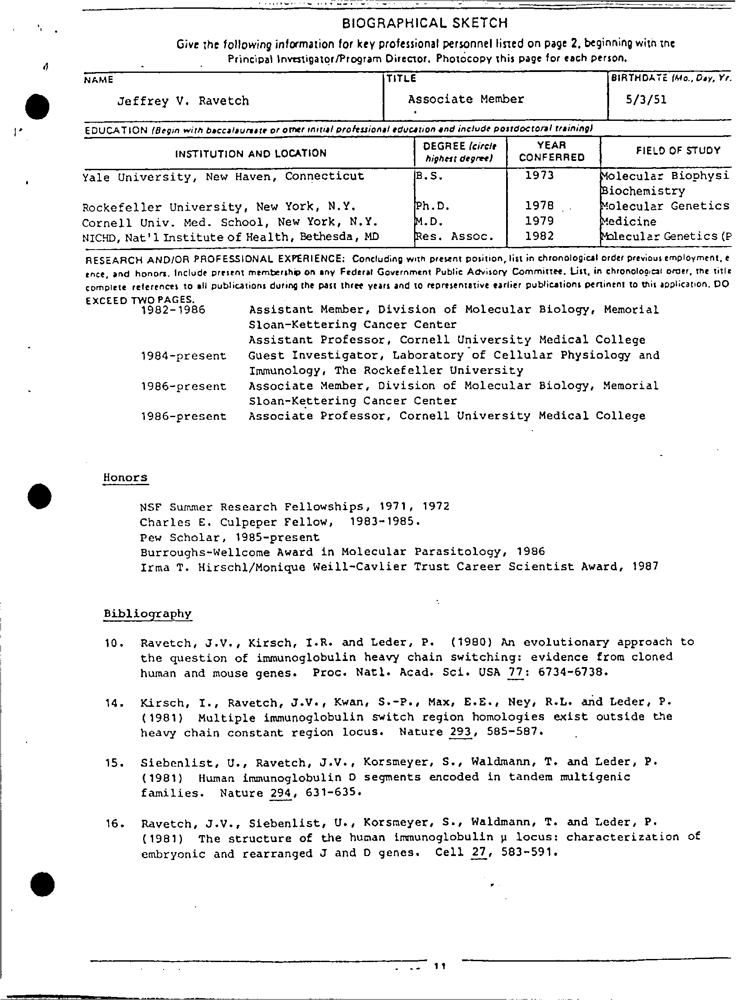 BIOGRAPHICAL SKETCH
Give the following information for key professional personnel listed on page 2, beginning with the
Principal Investigator/Program Director. Photocopy this page for each person.
NAME TITLE BIRTHDATE (Mo., Day, Yr.
Jeffrey V. Ravetch Associate Member 5/3/51
EDUCATION (Begin with baccalaureate or other initial professional education and include postdoctoral training)
INSTITUTION AND LOCATION DEGREE (circle highest degree) YEAR CONFERRED FIELD OF STUDY
Yale University, New Haven, Connecticut B.S. 1973 Molecular Biophysi
Biochemistry
Rockefeller University, New York, N.Y. Ph.D. 1978 Molecular Genetics
Cornell Univ. Med. School, New York, N.Y. M.D. 1979 Medicine
NICHD, Nat'l Institute of Health, Bethesda, MD Res. Assoc. 1982 Molecular Genetics (P
RESEARCH AND/OR PROFESSIONAL EXPERIENCE: Concluding with present position, list in chronological order previous employment, e
ence, and honors. Include present membership on any Federal Government Public Advisory Committee. List, in chronological order, the title
complete references to all publications during the past three years and to representative earlier publications pertinent to this application. DO
EXCEED TWO PAGES.
1982-1986 Assistant Member, Division of Molecular Biology, Memorial
Sloan-Kettering Cancer Center
Assistant Professor, Cornell University Medical College
1984-present Guest Investigator, Laboratory of Cellular Physiology and
Immunology, The Rockefeller University
1986-present Associate Member, Division of Molecular Biology, Memorial
Sloan-Kettering Cancer Center
1986-present Associate Professor, Cornell University Medical College
Honors
NSF Summer Research Fellowships, 1971, 1972
Charles E. Culpeper Fellow, 1983-1985.
Pew Scholar, 1985-present
Burroughs-Wellcome Award in Molecular Parasitology, 1986
Irma T. Hirschl/Monique Weill-Cavlier Trust Career Scientist Award, 1987
Bibliography
10. Ravetch, J.V., Kirsch, I.R. and Leder, P. (1980) An evolutionary approach to
the question of immunoglobulin heavy chain switching: evidence from cloned
human and mouse genes. Proc. Natl. Acad. Sci. USA 77: 6734-6738.
14. Kirsch, I., Ravetch, J.V., Kwan, S.-P., Max, E.E., Ney, R.L. and Leder, P.
(1981) Multiple immunoglobulin switch region homologies exist outside the
heavy chain constant region locus. Nature 293, 585-587.
15. Siebenlist, U., Ravetch, J.V., Korsmeyer, S., Waldmann, T. and Leder, P.
(1981) Human immunoglobulin D segments encoded in tandem multigenic
families. Nature 294, 631-635.
16. Ravetch, J.V., Siebenlist, U., Korsmeyer, S., Waldmann, T. and Leder, P.
(1981) The structure of the human immunoglobulin µ locus: characterization of
embryonic and rearranged J and D genes. Cell 27, 583-591.
11